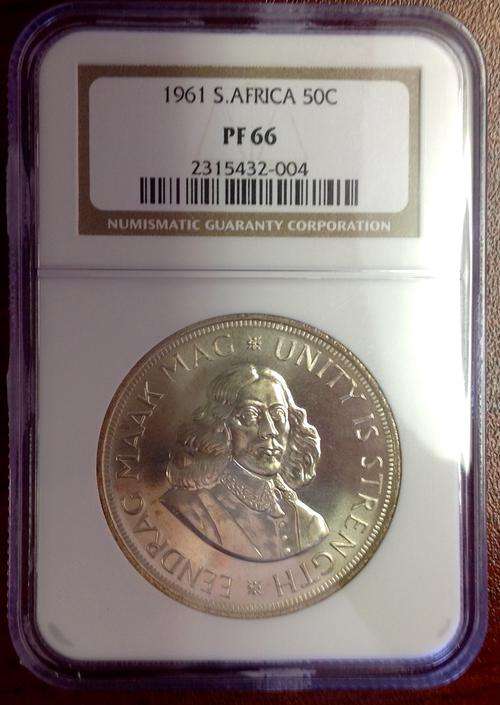 1961 S.AFRICA 50C
PF 66
2315432-004
NUMISMATIC GUARANTY CORPORATION
EENDRAG MAAK MAG * UNITY IS STRENGTH *